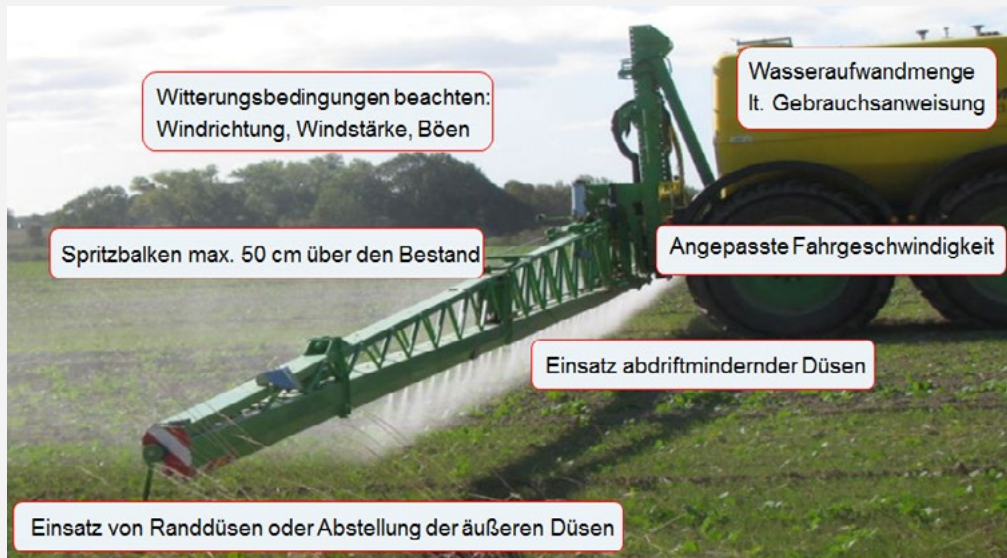 Witterungsbedingungen beachten:
Windrichtung, Windstärke, Böen
Wasseraufwandmenge
lt. Gebrauchsanweisung
Spritzbalken max. 50 cm über den Bestand
Angepasste Fahrgeschwindigkeit
Einsatz abdriftmindernder Düsen
Einsatz von Randdüsen oder Abstellung der äußeren Düsen